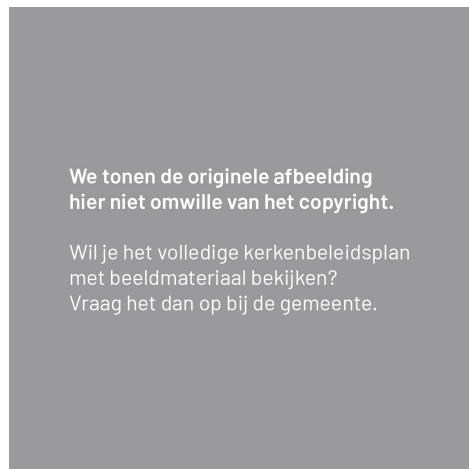 We tonen de originele afbeelding
hier niet omwille van het copyright.
Wil je het volledige kerkenbeleidsplan
met beeldmateriaal bekijken?
Vraag het dan op bij de gemeente.